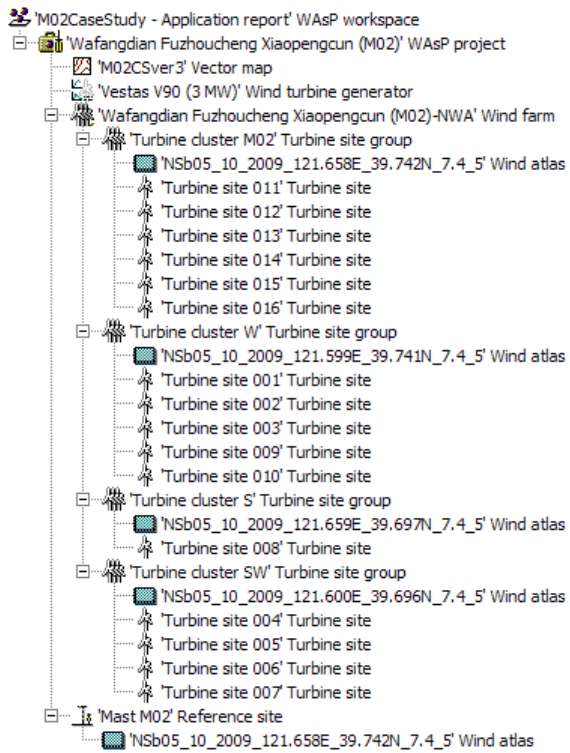 'M02CaseStudy - Application report' WAsP workspace
'Wafangdian Fuzhoucheng Xiaopengcun (M02)' WAsP project
'M02CSver3' Vector map
'Vestas V90 (3 MW)' Wind turbine generator
'Wafangdian Fuzhoucheng Xiaopengcun (M02)-NWA' Wind farm
'Turbine cluster M02' Turbine site group
'NSb05_10_2009_121.658E_39.742N_7.4_5' Wind atlas
'Turbine site 011' Turbine site
'Turbine site 012' Turbine site
'Turbine site 013' Turbine site
'Turbine site 014' Turbine site
'Turbine site 015' Turbine site
'Turbine site 016' Turbine site
'Turbine cluster W' Turbine site group
'NSb05_10_2009_121.599E_39.741N_7.4_5' Wind atlas
'Turbine site 001' Turbine site
'Turbine site 002' Turbine site
'Turbine site 003' Turbine site
'Turbine site 009' Turbine site
'Turbine site 010' Turbine site
'Turbine cluster S' Turbine site group
'NSb05_10_2009_121.659E_39.697N_7.4_5' Wind atlas
'Turbine site 008' Turbine site
'Turbine cluster SW' Turbine site group
'NSb05_10_2009_121.600E_39.696N_7.4_5' Wind atlas
'Turbine site 004' Turbine site
'Turbine site 005' Turbine site
'Turbine site 006' Turbine site
'Turbine site 007' Turbine site
'Mast M02' Reference site
'NSb05_10_2009_121.658E_39.742N_7.4_5' Wind atlas